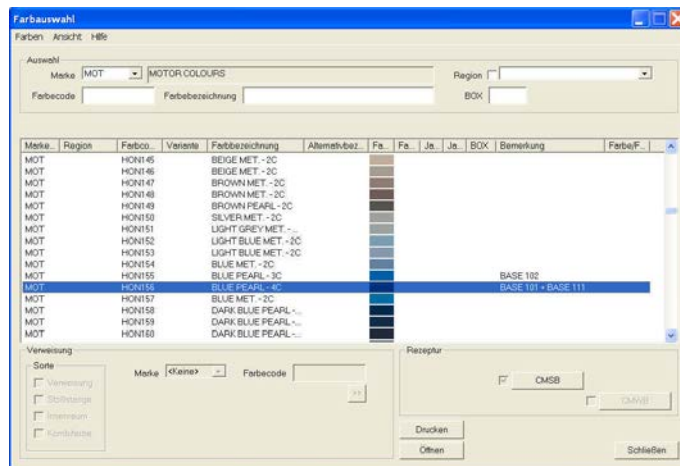 Farbauswahl
Farben Ansicht Hilfe
Auswahl
Marke MOT MOTOR COLOURS Region
Farbecode Farbebezeichnung BOX
Marke... Region Farbco... Variante Farbbezeichnung Alternativbez... Fa... Fa... Ja... Ja... BOX Bemerkung Farbe/F...
MOT HON145 BEIGE MET. - 2C
MOT HON146 BEIGE MET. - 2C
MOT HON147 BROWN MET. - 2C
MOT HON148 BROWN MET. - 2C
MOT HON149 BROWN PEARL - 2C
MOT HON150 SILVER MET. - 2C
MOT HON151 LIGHT GREY MET. - ...
MOT HON152 LIGHT BLUE MET. - 2C
MOT HON153 LIGHT BLUE MET. - 2C
MOT HON154 BLUE MET. - 2C
MOT HON155 BLUE PEARL - 3C BASE 102
MOT HON156 BLUE PEARL - 4C BASE 101 + BASE 111
MOT HON157 BLUE MET. - 2C
MOT HON158 DARK BLUE PEARL - ...
MOT HON159 DARK BLUE PEARL - ...
MOT HON160 DARK BLUE PEARL - ...
Verweisung Rezeptur
Sorte
Marke <Keine> Farbecode
Verweisung
CMSB
>>
Stoßstange
Innenraum
CMWB
Kombifarbe
Drucken
Öffnen Schließen